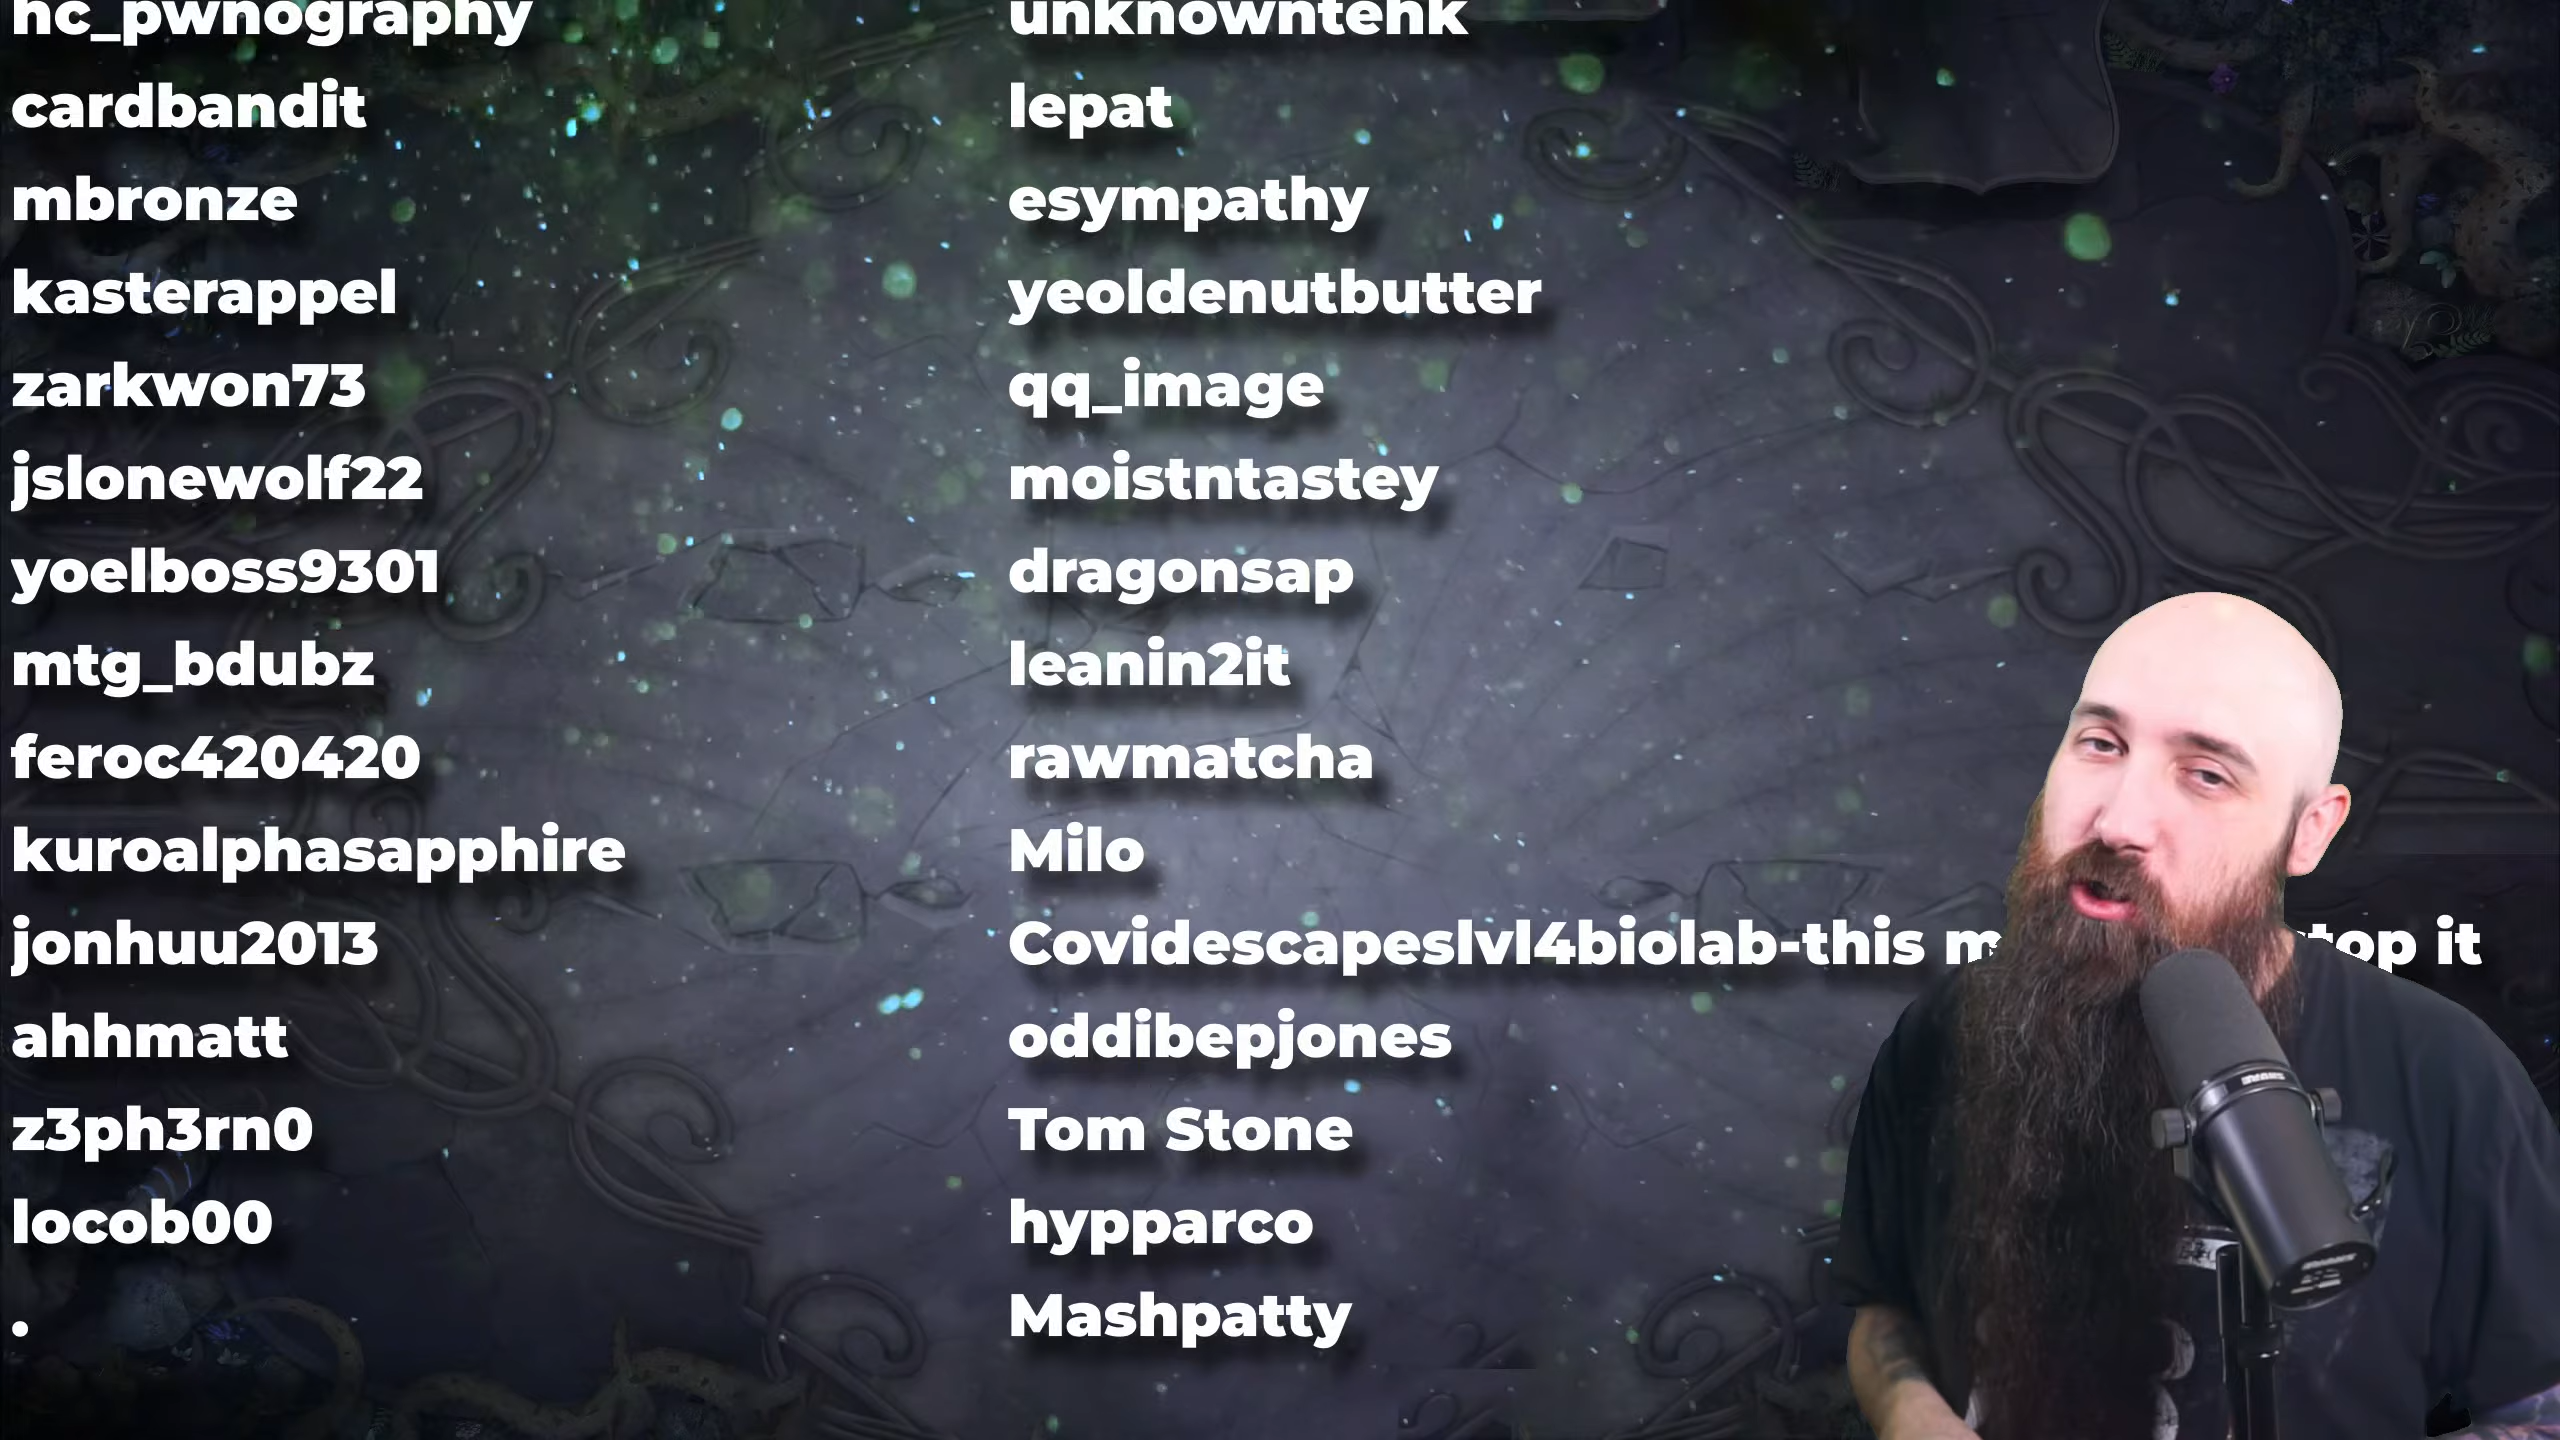 hc_pwnography
cardbandit
mbronze
kasterappel
zarkwon73
jslonewolf22
yoelboss9301
mtg_bdubz
feroc420420
kuroalphasapphire
jonhuu2013
ahhmatt
z3ph3rn0
locob00
.
unknowntehk
lepat
esympathy
yeoldenutbutter
qq_image
moistntastey
dragonsap
leanin2it
rawmatcha
Milo
Covidescapeslvl4biolab-this it
oddibepjones
Tom Stone
hypparco
Mashpatty